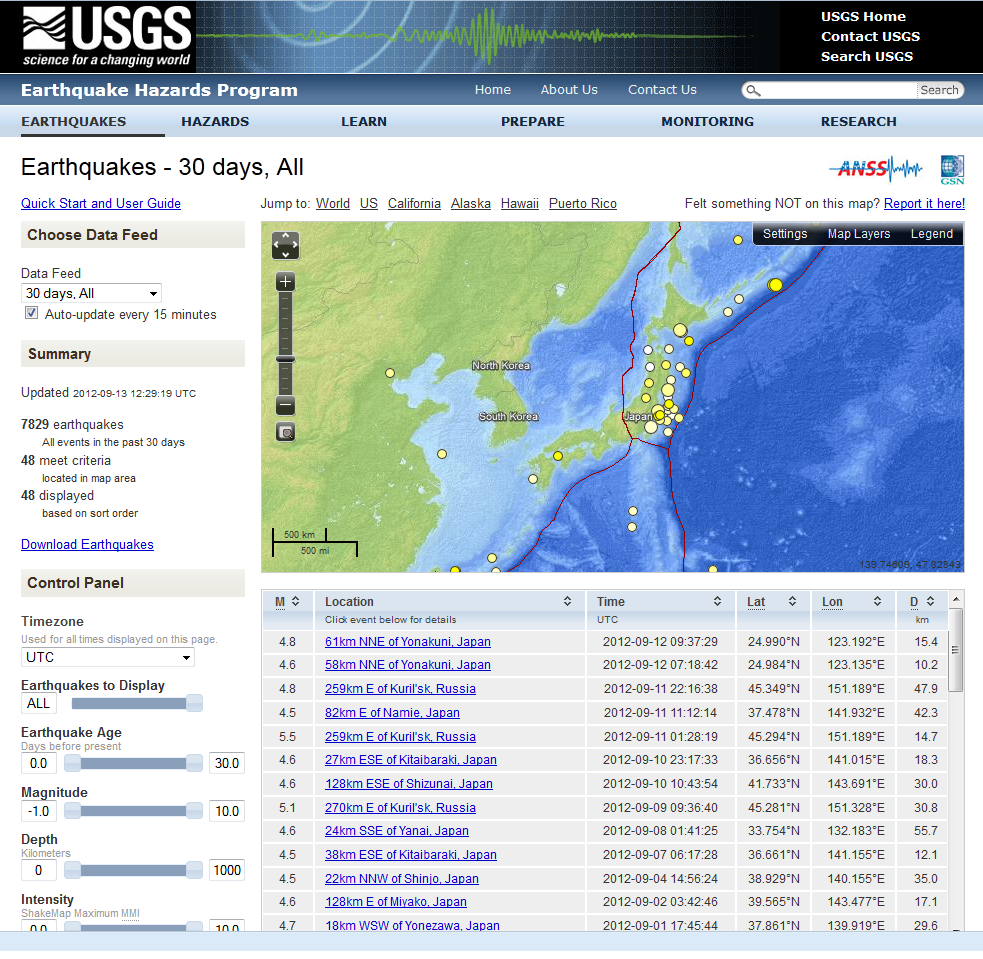 USGS
science for a changing world
USGS Home
Contact USGS
Search USGS
Earthquake Hazards Program
Home About Us Contact Us Search
EARTHQUAKES HAZARDS LEARN PREPARE MONITORING RESEARCH
Earthquakes - 30 days, All
ANSS
GSN
Quick Start and User Guide
Jump to: World US California Alaska Hawaii Puerto Rico
Felt something NOT on this map? Report it here!
Choose Data Feed
Data Feed
30 days, All
Auto-update every 15 minutes
Summary
Updated 2012-09-13 12:29:19 UTC
7829 earthquakes
All events in the past 30 days
48 meet criteria
located in map area
48 displayed
based on sort order
Download Earthquakes
Control Panel
Timezone
Used for all times displayed on this page.
UTC
Earthquakes to Display
ALL
Earthquake Age
Days before present
0.0 30.0
Magnitude
-1.0 10.0
Depth
Kilometers
0 1000
Intensity
ShakeMap Maximum MMI
0.0 10.0
Settings Map Layers Legend
North Korea
South Korea
Japan
500 km
500 mi
139.74609, 47.82849
M Location Time Lat Lon D
Click event below for details UTC km
4.8 61km NNE of Yonakuni, Japan 2012-09-12 09:37:29 24.990°N 123.192°E 15.4
4.6 58km NNE of Yonakuni, Japan 2012-09-12 07:18:42 24.984°N 123.135°E 10.2
4.8 259km E of Kuril'sk, Russia 2012-09-11 22:16:38 45.349°N 151.189°E 47.9
4.5 82km E of Namie, Japan 2012-09-11 11:12:14 37.478°N 141.932°E 42.3
5.5 259km E of Kuril'sk, Russia 2012-09-11 01:28:19 45.294°N 151.189°E 14.7
4.6 27km ESE of Kitaibaraki, Japan 2012-09-10 23:17:33 36.656°N 141.015°E 18.3
4.6 128km ESE of Shizunai, Japan 2012-09-10 10:43:54 41.733°N 143.691°E 30.0
5.1 270km E of Kuril'sk, Russia 2012-09-09 09:36:40 45.281°N 151.328°E 30.8
4.6 24km SSE of Yanai, Japan 2012-09-08 01:41:25 33.754°N 132.183°E 55.7
4.5 38km ESE of Kitaibaraki, Japan 2012-09-07 06:17:28 36.661°N 141.155°E 12.1
4.5 22km NNW of Shinjo, Japan 2012-09-04 14:56:24 38.929°N 140.155°E 35.0
4.6 128km E of Miyako, Japan 2012-09-02 03:42:46 39.565°N 143.477°E 17.1
4.7 18km WSW of Yonezawa, Japan 2012-09-01 17:45:44 37.861°N 139.919°E 29.6